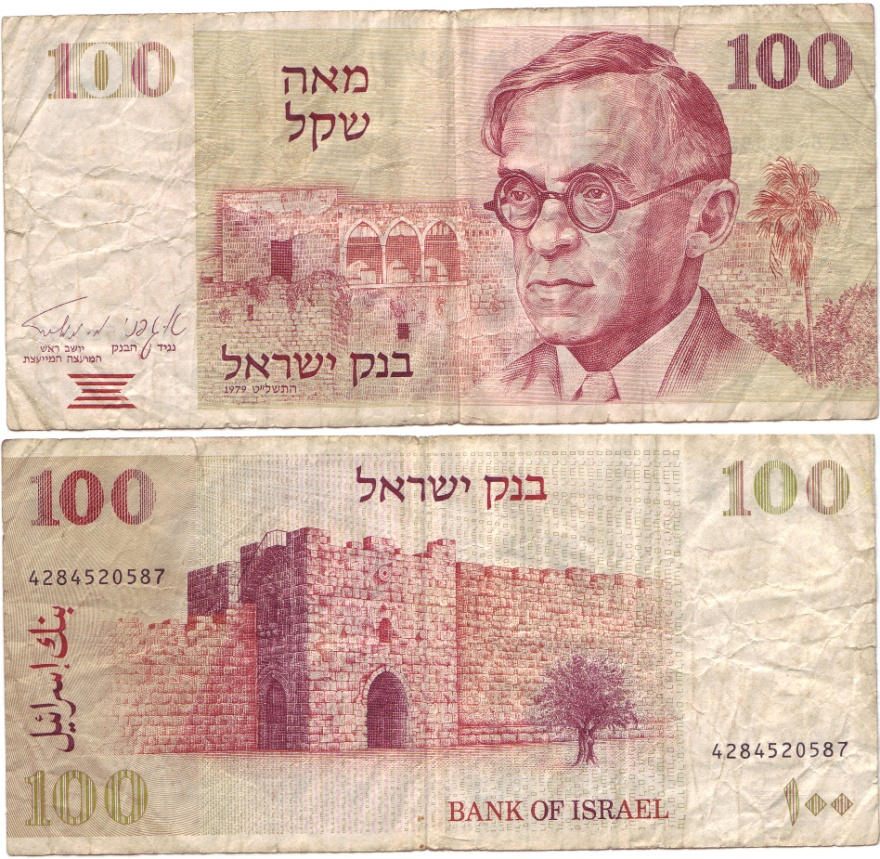 100
100
מאה
שקל
נגיד הבנק
יושב ראש
המועצה המייעצת
בנק ישראל
התשל"ט 1979
100
בנק ישראל
100
4284520587
بنك إسرائيل
4284520587
100
BANK OF ISRAEL
١٠٠